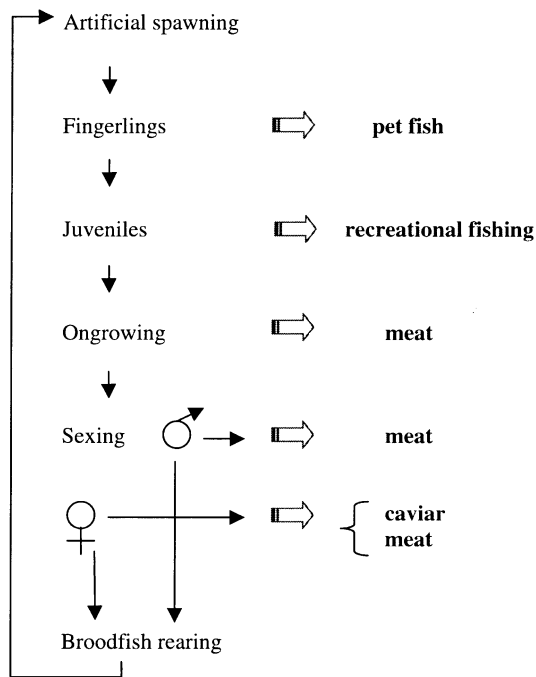 Artificial spawning
Fingerlings pet fish
Juveniles recreational fishing
Ongrowing meat
Sexing meat
caviar
meat
Broodfish rearing